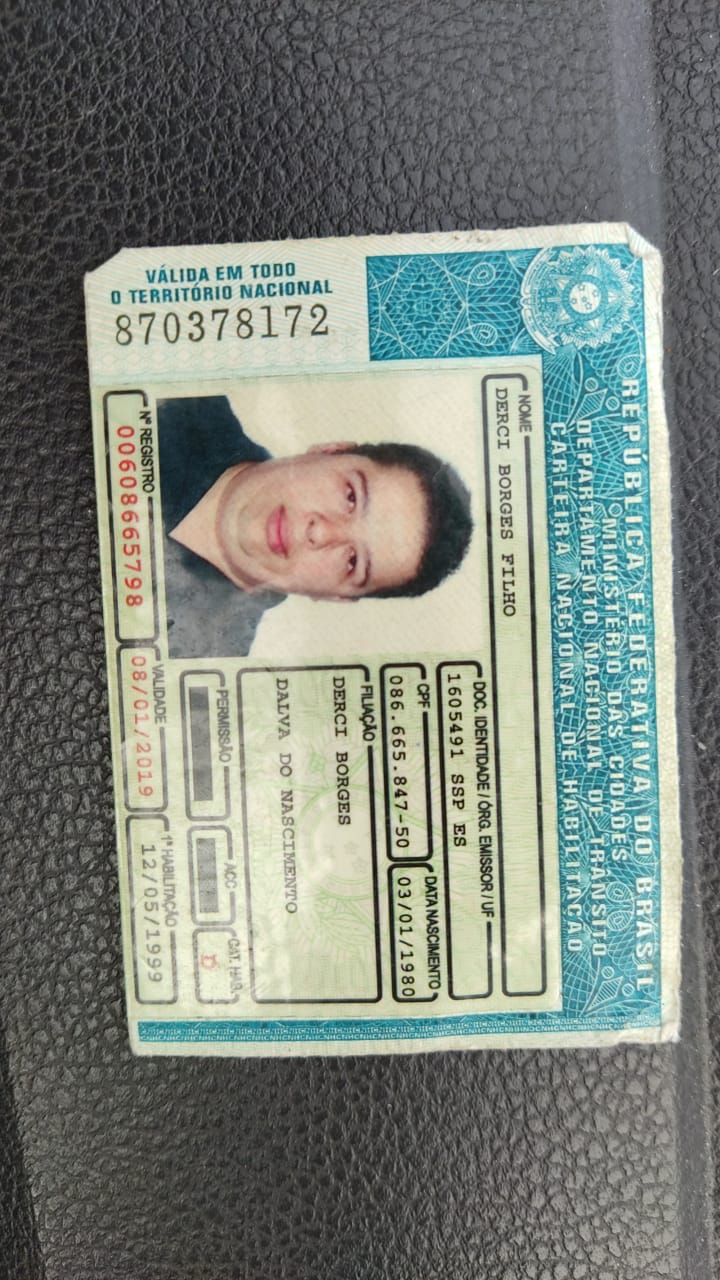 REPÚBLICA FEDERATIVA DO BRASIL
MINISTÉRIO DAS CIDADES
DEPARTAMENTO NACIONAL DE TRÂNSITO
CARTEIRA NACIONAL DE HABILITAÇÃO
VÁLIDA EM TODO
O TERRITÓRIO NACIONAL
870378172
NOME
DERCI BORGES FILHO
DOC. IDENTIDADE / ÓRG. EMISSOR / UF
1605491 SSP ES
CPF
086.665.847-50
DATA NASCIMENTO
03/01/1980
FILIAÇÃO
DERCI BORGES
DALVA DO NASCIMENTO
PERMISSÃO
ACC
CAT. HAB.
D
Nº REGISTRO
00608665798
VALIDADE
08/01/2019
1ª HABILITAÇÃO
12/05/1999